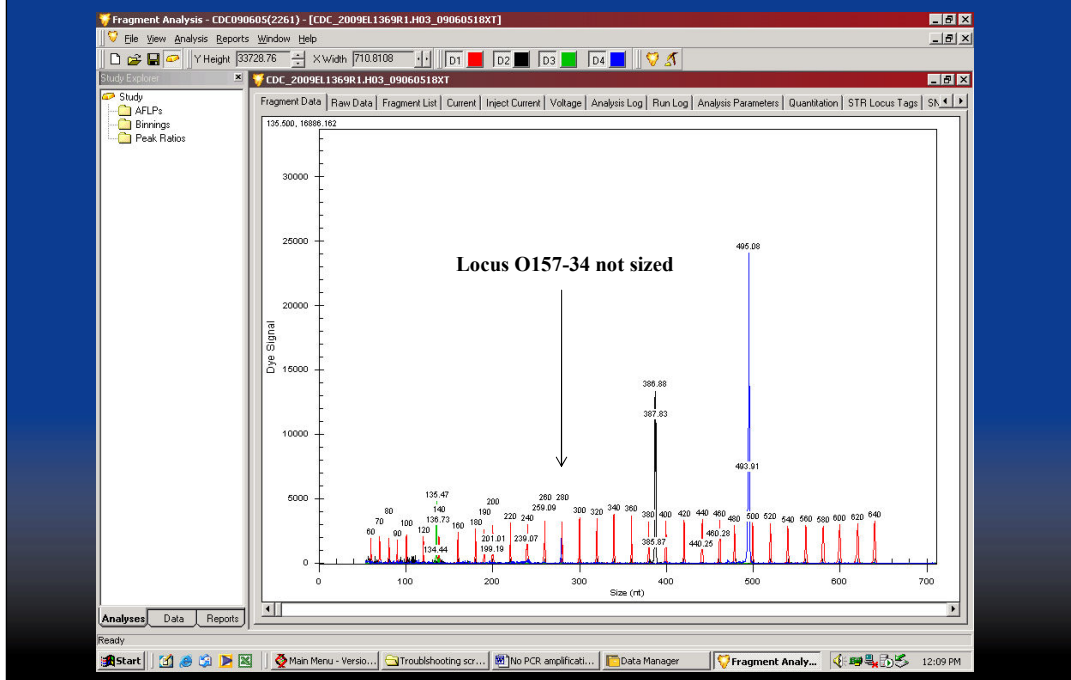 Fragment Analysis - CDC090605(2261) - [CDC_2009EL1369R1.H03_09060518XT]
File View Analysis Reports Window Help
Y Height 33728.76 X Width 710.8108 D1 D2 D3 D4
Study Explorer
CDC_2009EL1369R1.H03_09060518XT
Study
AFLPs
Binnings
Peak Ratios
Fragment Data Raw Data Fragment List Current Inject Current Voltage Analysis Log Run Log Analysis Parameters Quantitation STR Locus Tags
135.500, 16886.162
30000
25000
495.08
Locus O157-34 not sized
20000
Dye Signal
15000
386.88
387.83
10000
493.91
5000
135.47
60 70 80 90 100 120 140 160 180 190 200 220 240 260 280 300 320 340 360 380 400 420 440 460 480 500 520 540 560 580 600 620 640
136.73 259.09
134.44 201.01 199.19 239.07 385.87 440.25 460.28
0
0 100 200 300 400 500 600 700
Size (nt)
Analyses Data Reports
Ready
Start Main Menu - Versio... Troublshooting scr... No PCR amplificati... Data Manager Fragment Analy... 12:09 PM